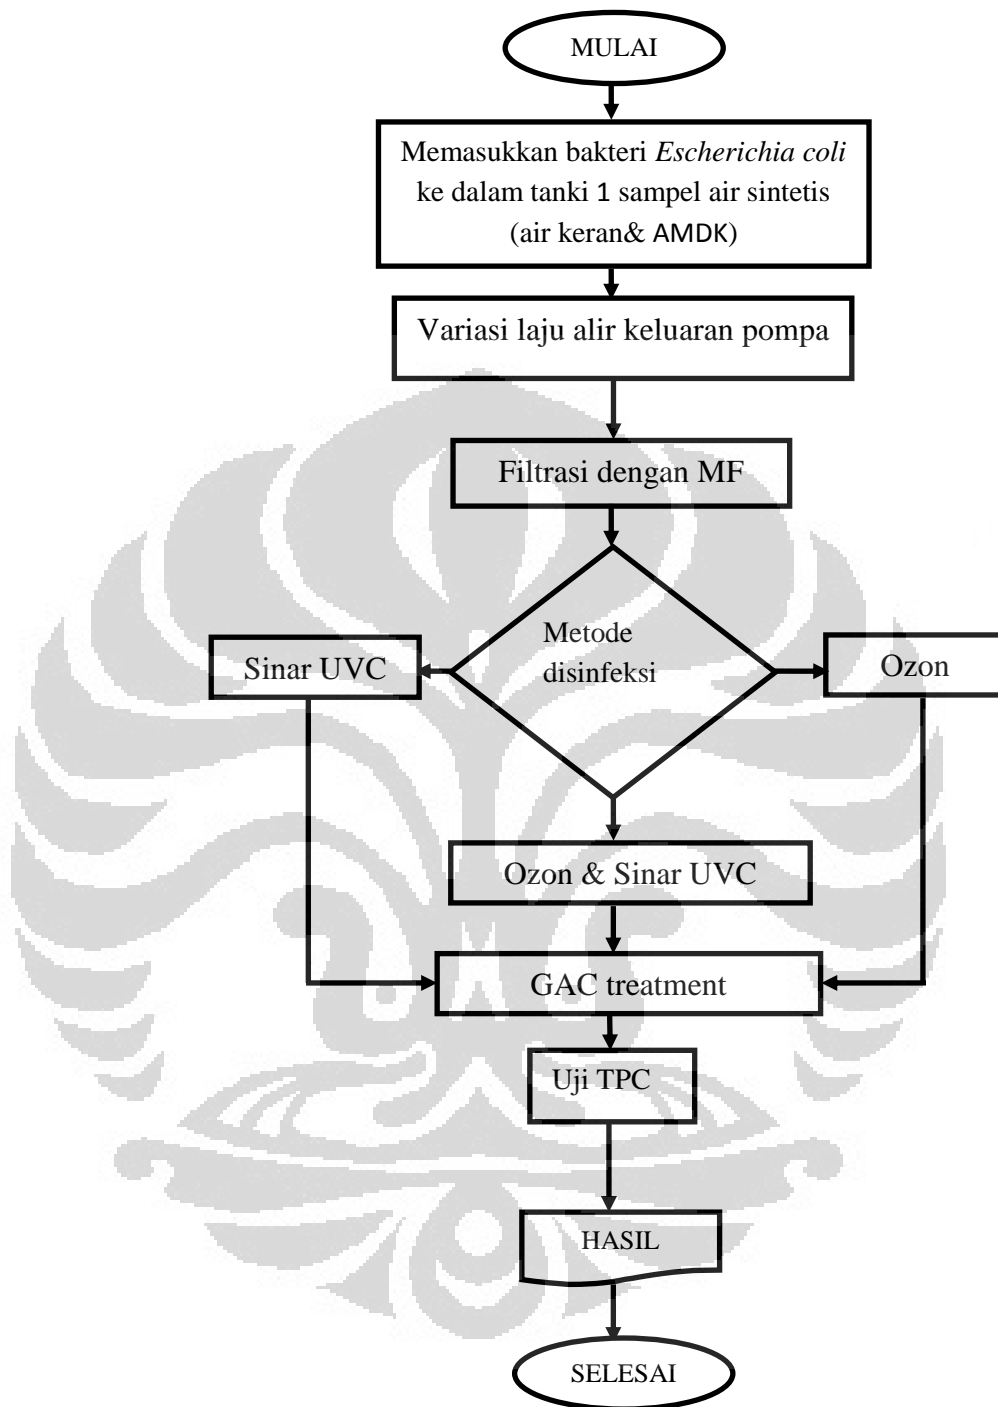 MULAI
Memasukkan bakteri Escherichia coli
ke dalam tanki 1 sampel air sintetis
(air keran& AMDK)
Variasi laju alir keluaran pompa
Filtrasi dengan MF
Metode
disinfeksi
Sinar UVC
Ozon
Ozon & Sinar UVC
GAC treatment
Uji TPC
HASIL
SELESAI